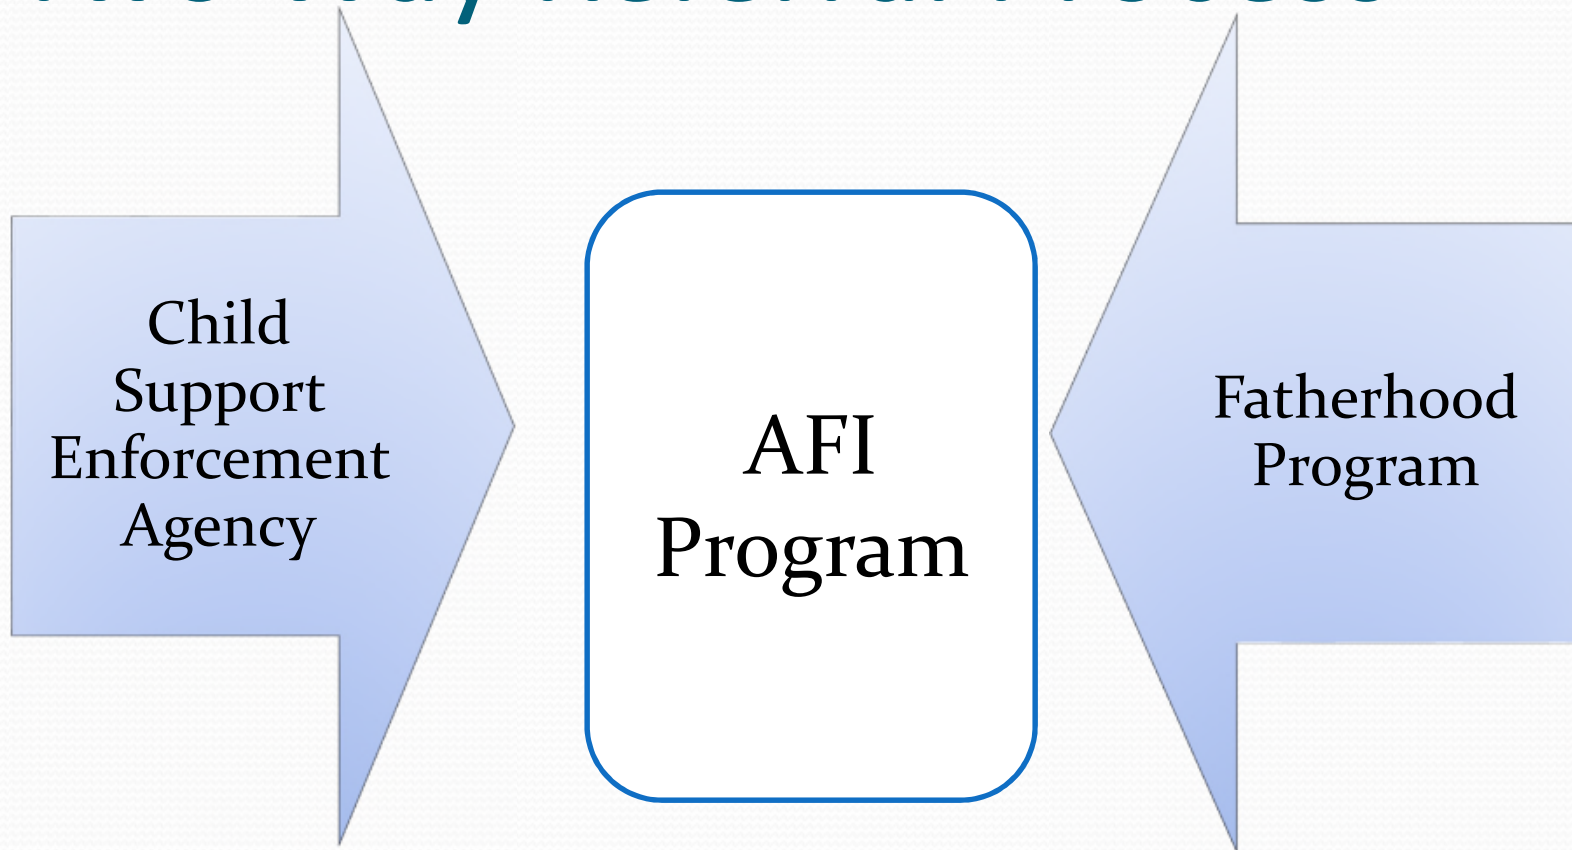 Child
Support
Enforcement
Agency
AFI
Program
Fatherhood
Program